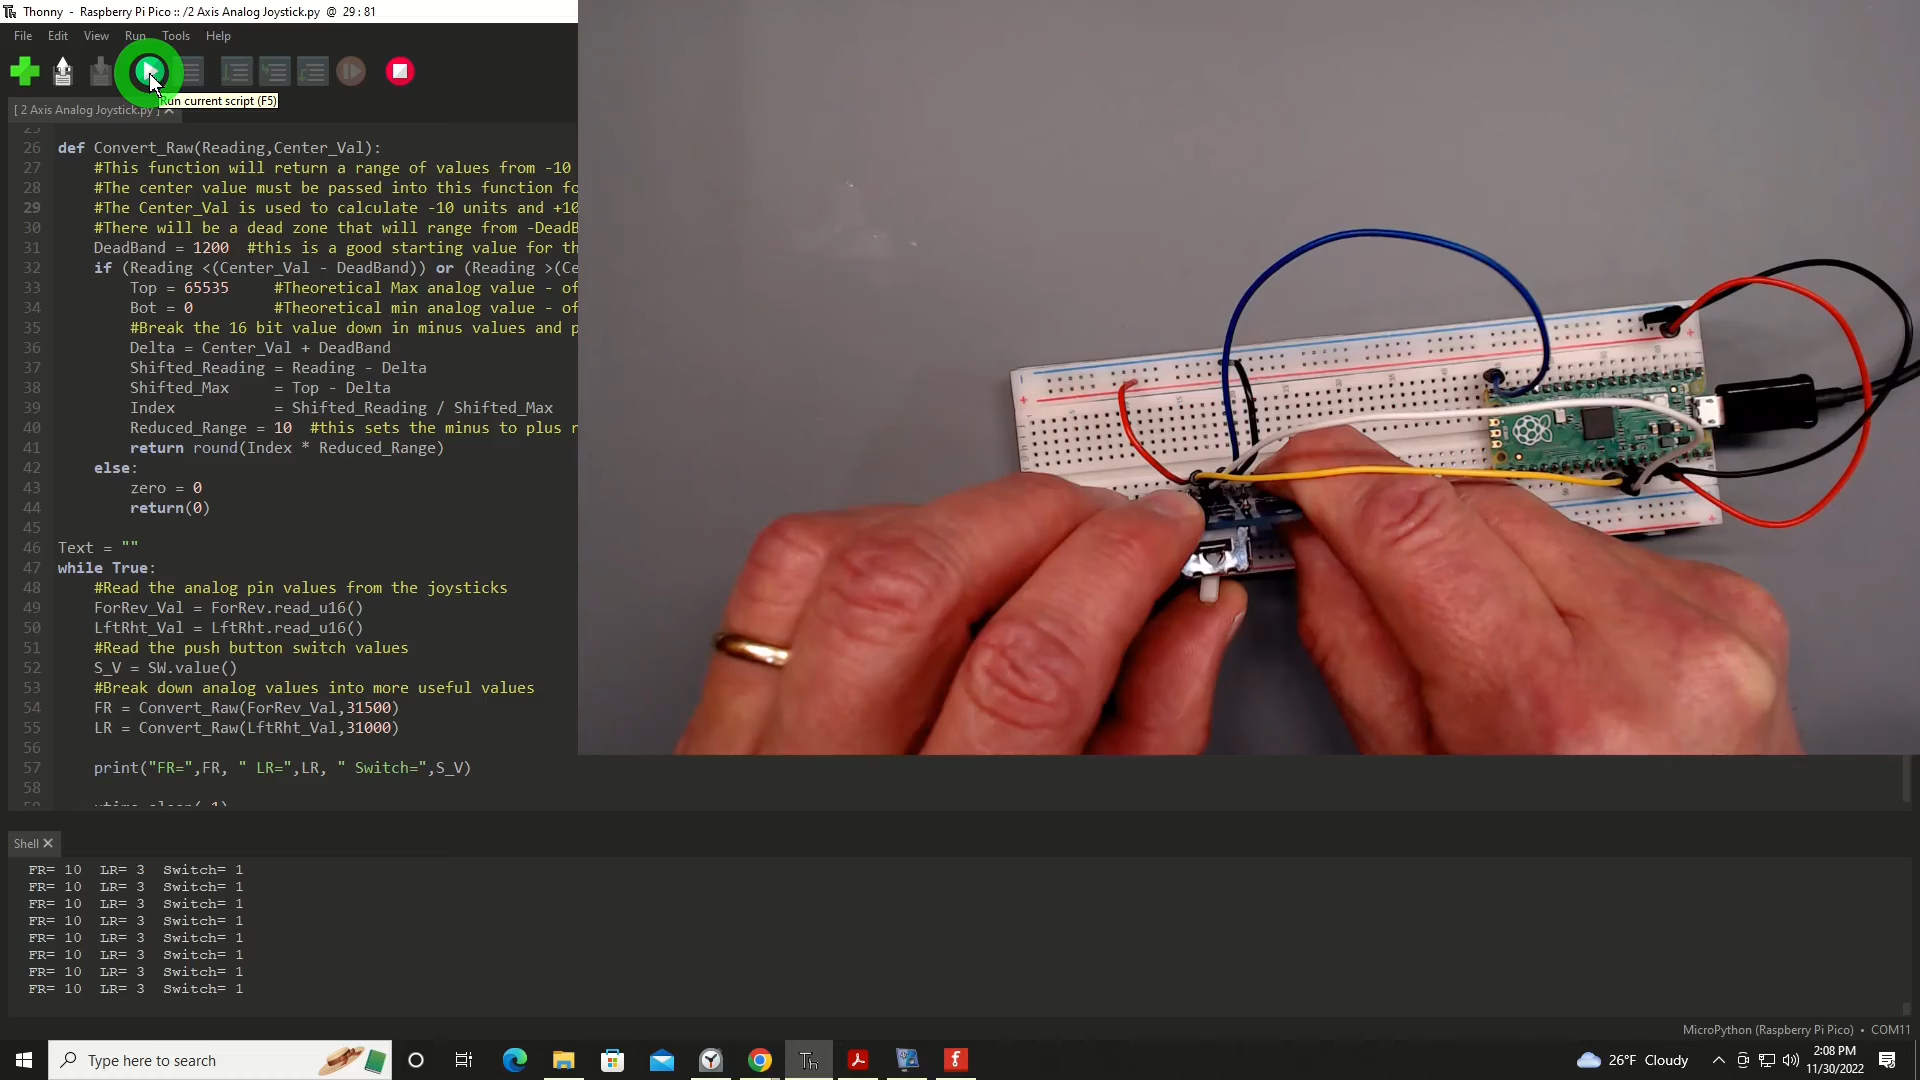 Thonny - Raspberry Pi Pico :: /2 Axis Analog Joystick.py @ 29 : 81
File Edit View Run Tools Help
Run current script (F5)
[ 2 Axis Analog Joystick.py ] ×
25
26 def Convert_Raw(Reading,Center_Val):
27 #This function will return a range of values from -10
28 #The center value must be passed into this function fo
29 #The Center_Val is used to calculate -10 units and +10
30 #There will be a dead zone that will range from -DeadB
31 DeadBand = 1200 #this is a good starting value for th
32 if (Reading <(Center_Val - DeadBand)) or (Reading >(Ce
33 Top = 65535 #Theoretical Max analog value - of
34 Bot = 0 #Theoretical min analog value - of
35 #Break the 16 bit value down in minus values and p
36 Delta = Center_Val + DeadBand
37 Shifted_Reading = Reading - Delta
38 Shifted_Max = Top - Delta
39 Index = Shifted_Reading / Shifted_Max
40 Reduced_Range = 10 #this sets the minus to plus r
41 return round(Index * Reduced_Range)
42 else:
43 zero = 0
44 return(0)
45
46 Text = ""
47 while True:
48 #Read the analog pin values from the joysticks
49 ForRev_Val = ForRev.read_u16()
50 LftRht_Val = LftRht.read_u16()
51 #Read the push button switch values
52 S_V = SW.value()
53 #Break down analog values into more useful values
54 FR = Convert_Raw(ForRev_Val,31500)
55 LR = Convert_Raw(LftRht_Val,31000)
56
57 print("FR=",FR, " LR=",LR, " Switch=",S_V)
58
Shell ×
FR= 10 LR= 3 Switch= 1
FR= 10 LR= 3 Switch= 1
FR= 10 LR= 3 Switch= 1
FR= 10 LR= 3 Switch= 1
FR= 10 LR= 3 Switch= 1
FR= 10 LR= 3 Switch= 1
FR= 10 LR= 3 Switch= 1
FR= 10 LR= 3 Switch= 1
MicroPython (Raspberry Pi Pico) • COM11
Type here to search
Th
26°F Cloudy
2:08 PM
11/30/2022